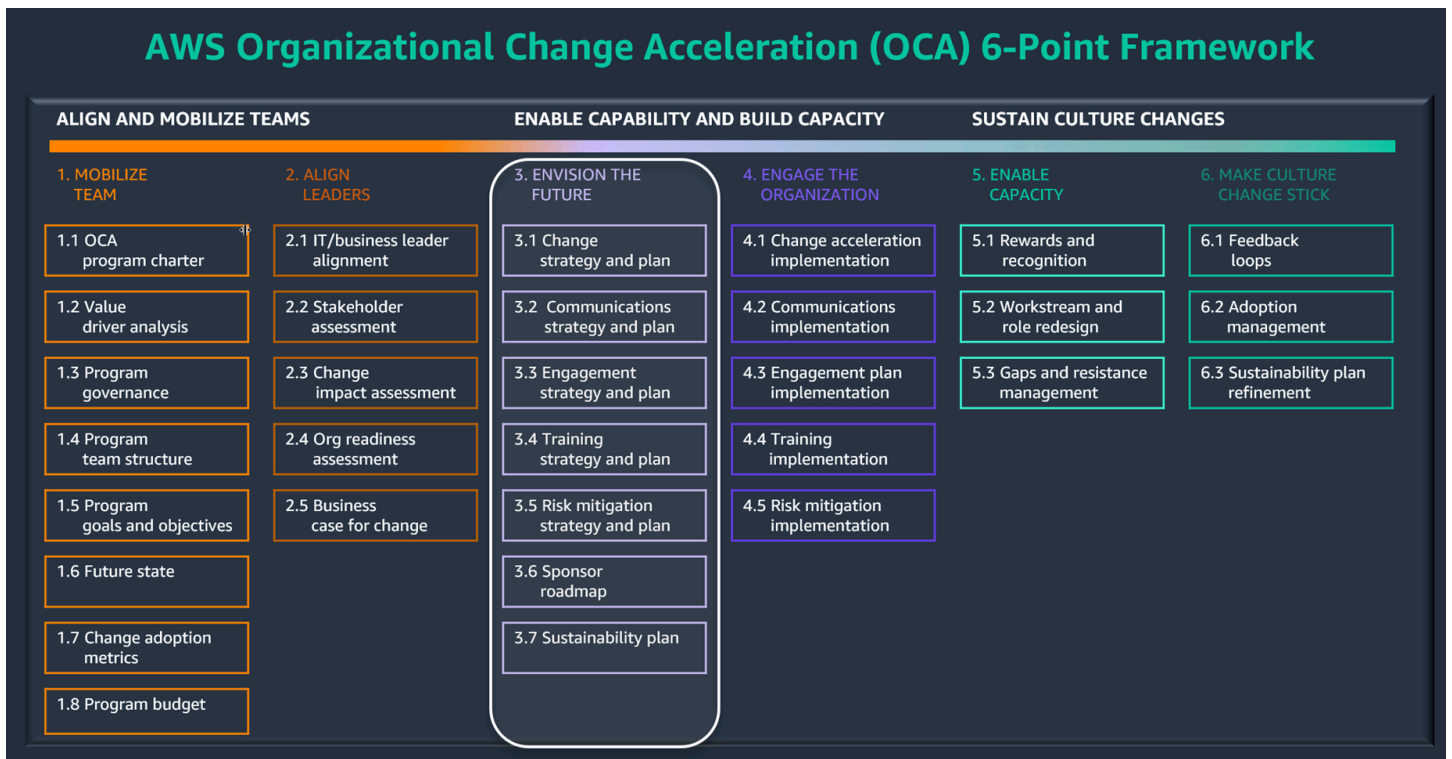 AWS Organizational Change Acceleration (OCA) 6-Point Framework
ALIGN AND MOBILIZE TEAMS
ENABLE CAPABILITY AND BUILD CAPACITY
SUSTAIN CULTURE CHANGES
1. MOBILIZE
TEAM
1.1 OCA
program charter
1.2 Value
driver analysis
1.3 Program
governance
1.4 Program
team structure
1.5 Program
goals and objectives
1.6 Future state
1.7 Change adoption
metrics
1.8 Program budget
2. ALIGN
LEADERS
2.1 IT/business leader
alignment
2.2 Stakeholder
assessment
2.3 Change
impact assessment
2.4 Org readiness
assessment
2.5 Business
case for change
3. ENVISION THE
FUTURE
3.1 Change
strategy and plan
3.2 Communications
strategy and plan
3.3 Engagement
strategy and plan
3.4 Training
strategy and plan
3.5 Risk mitigation
strategy and plan
3.6 Sponsor
roadmap
3.7 Sustainability plan
4. ENGAGE THE
ORGANIZATION
4.1 Change acceleration
implementation
4.2 Communications
implementation
4.3 Engagement plan
implementation
4.4 Training
implementation
4.5 Risk mitigation
implementation
5. ENABLE
CAPACITY
5.1 Rewards and
recognition
5.2 Workstream and
role redesign
5.3 Gaps and resistance
management
6. MAKE CULTURE
CHANGE STICK
6.1 Feedback
loops
6.2 Adoption
management
6.3 Sustainability plan
refinement